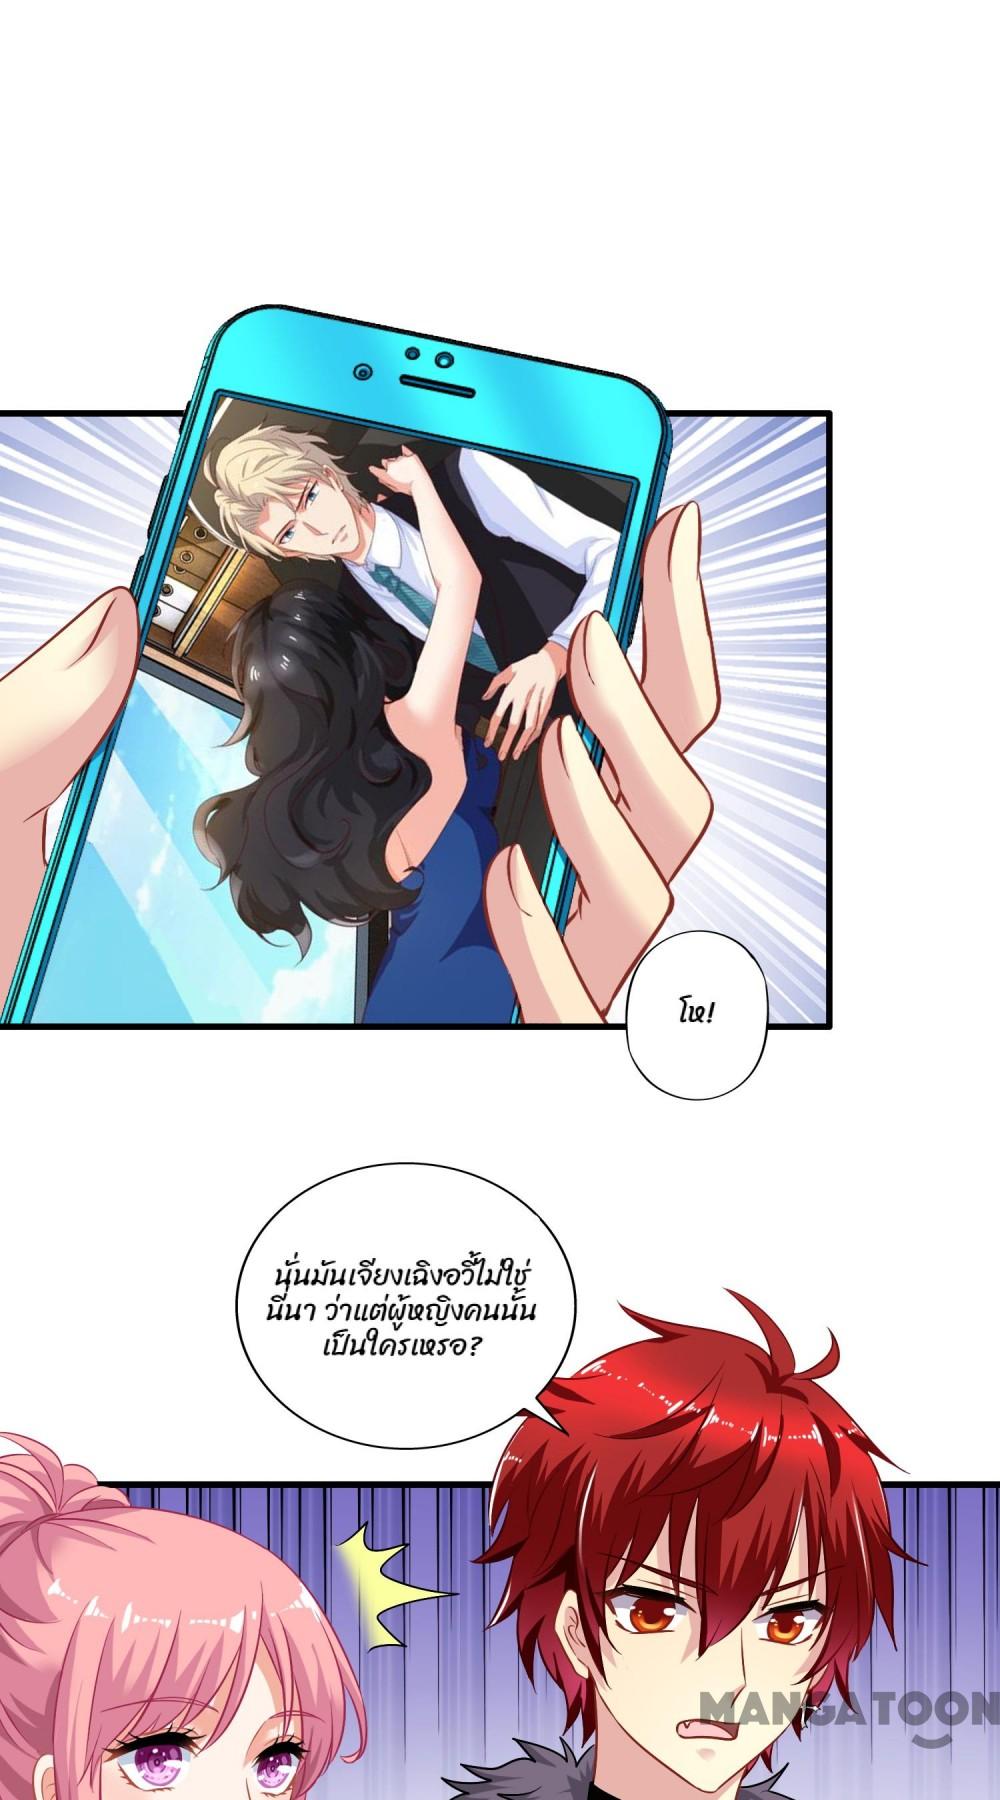 โห!
นั่นมันเจียงเฉิงอวี้ไม่ใช่
นี่นา ว่าแต่ผู้หญิงคนนั้น
เป็นใครเหรอ?
MANGATOON